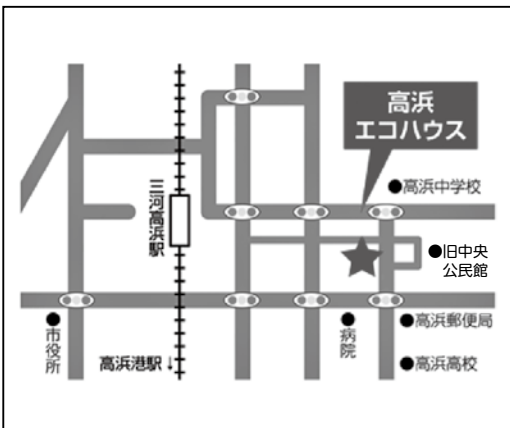 高浜
エコハウス
●高浜中学校
三河高浜駅
●旧中央
公民館
●市役所
高浜港駅↓
●病院
●高浜郵便局
●高浜高校